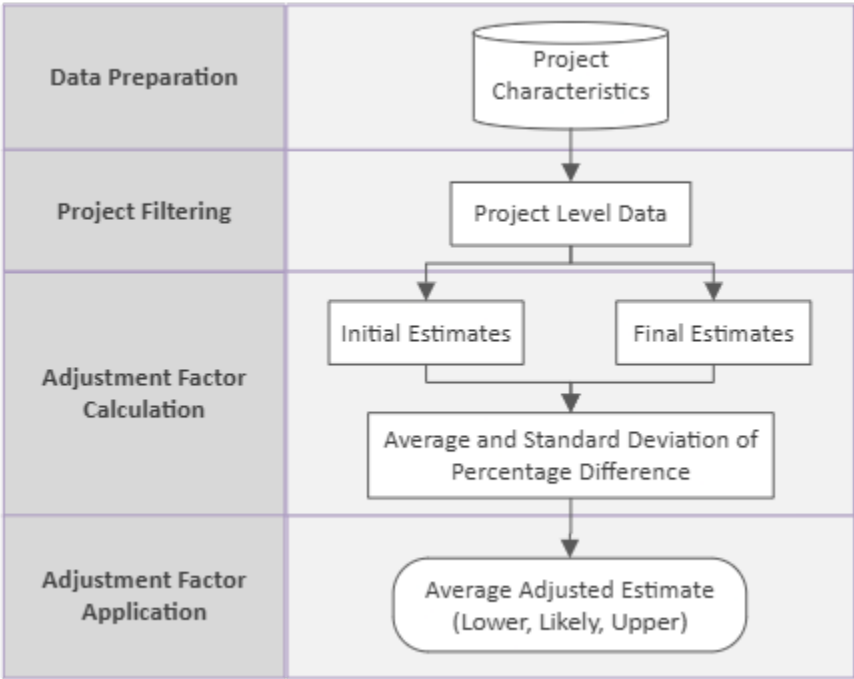 Data Preparation
Project
Characteristics
Project Filtering
Project Level Data
Adjustment Factor
Calculation
Initial Estimates
Final Estimates
Average and Standard Deviation of
Percentage Difference
Adjustment Factor
Application
Average Adjusted Estimate
(Lower, Likely, Upper)